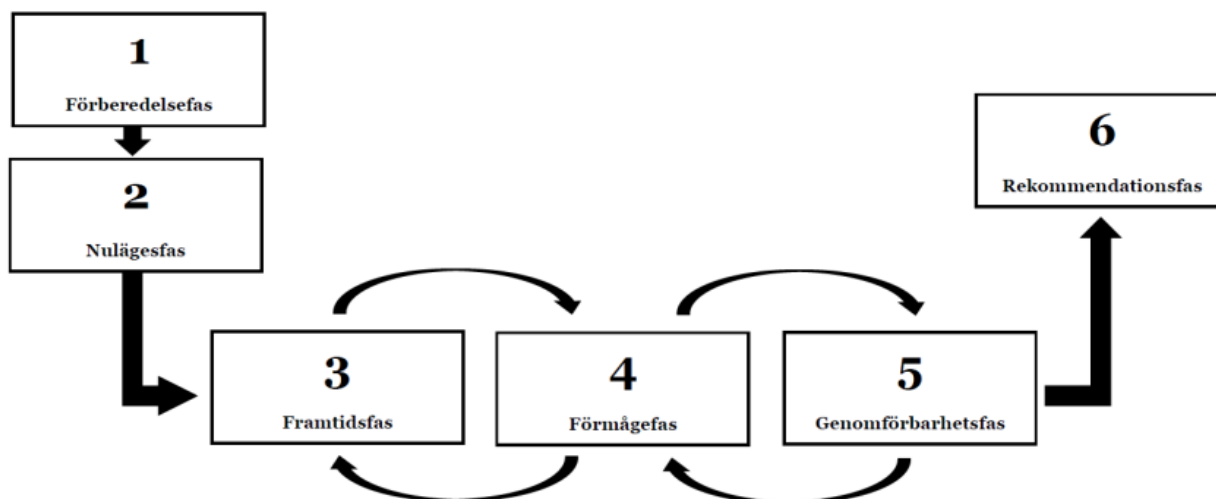 1
Förberedelsefas
2
Nulägesfas
3
Framtidsfas
4
Förmågefas
5
Genomförbarhetsfas
6
Rekommendationsfas